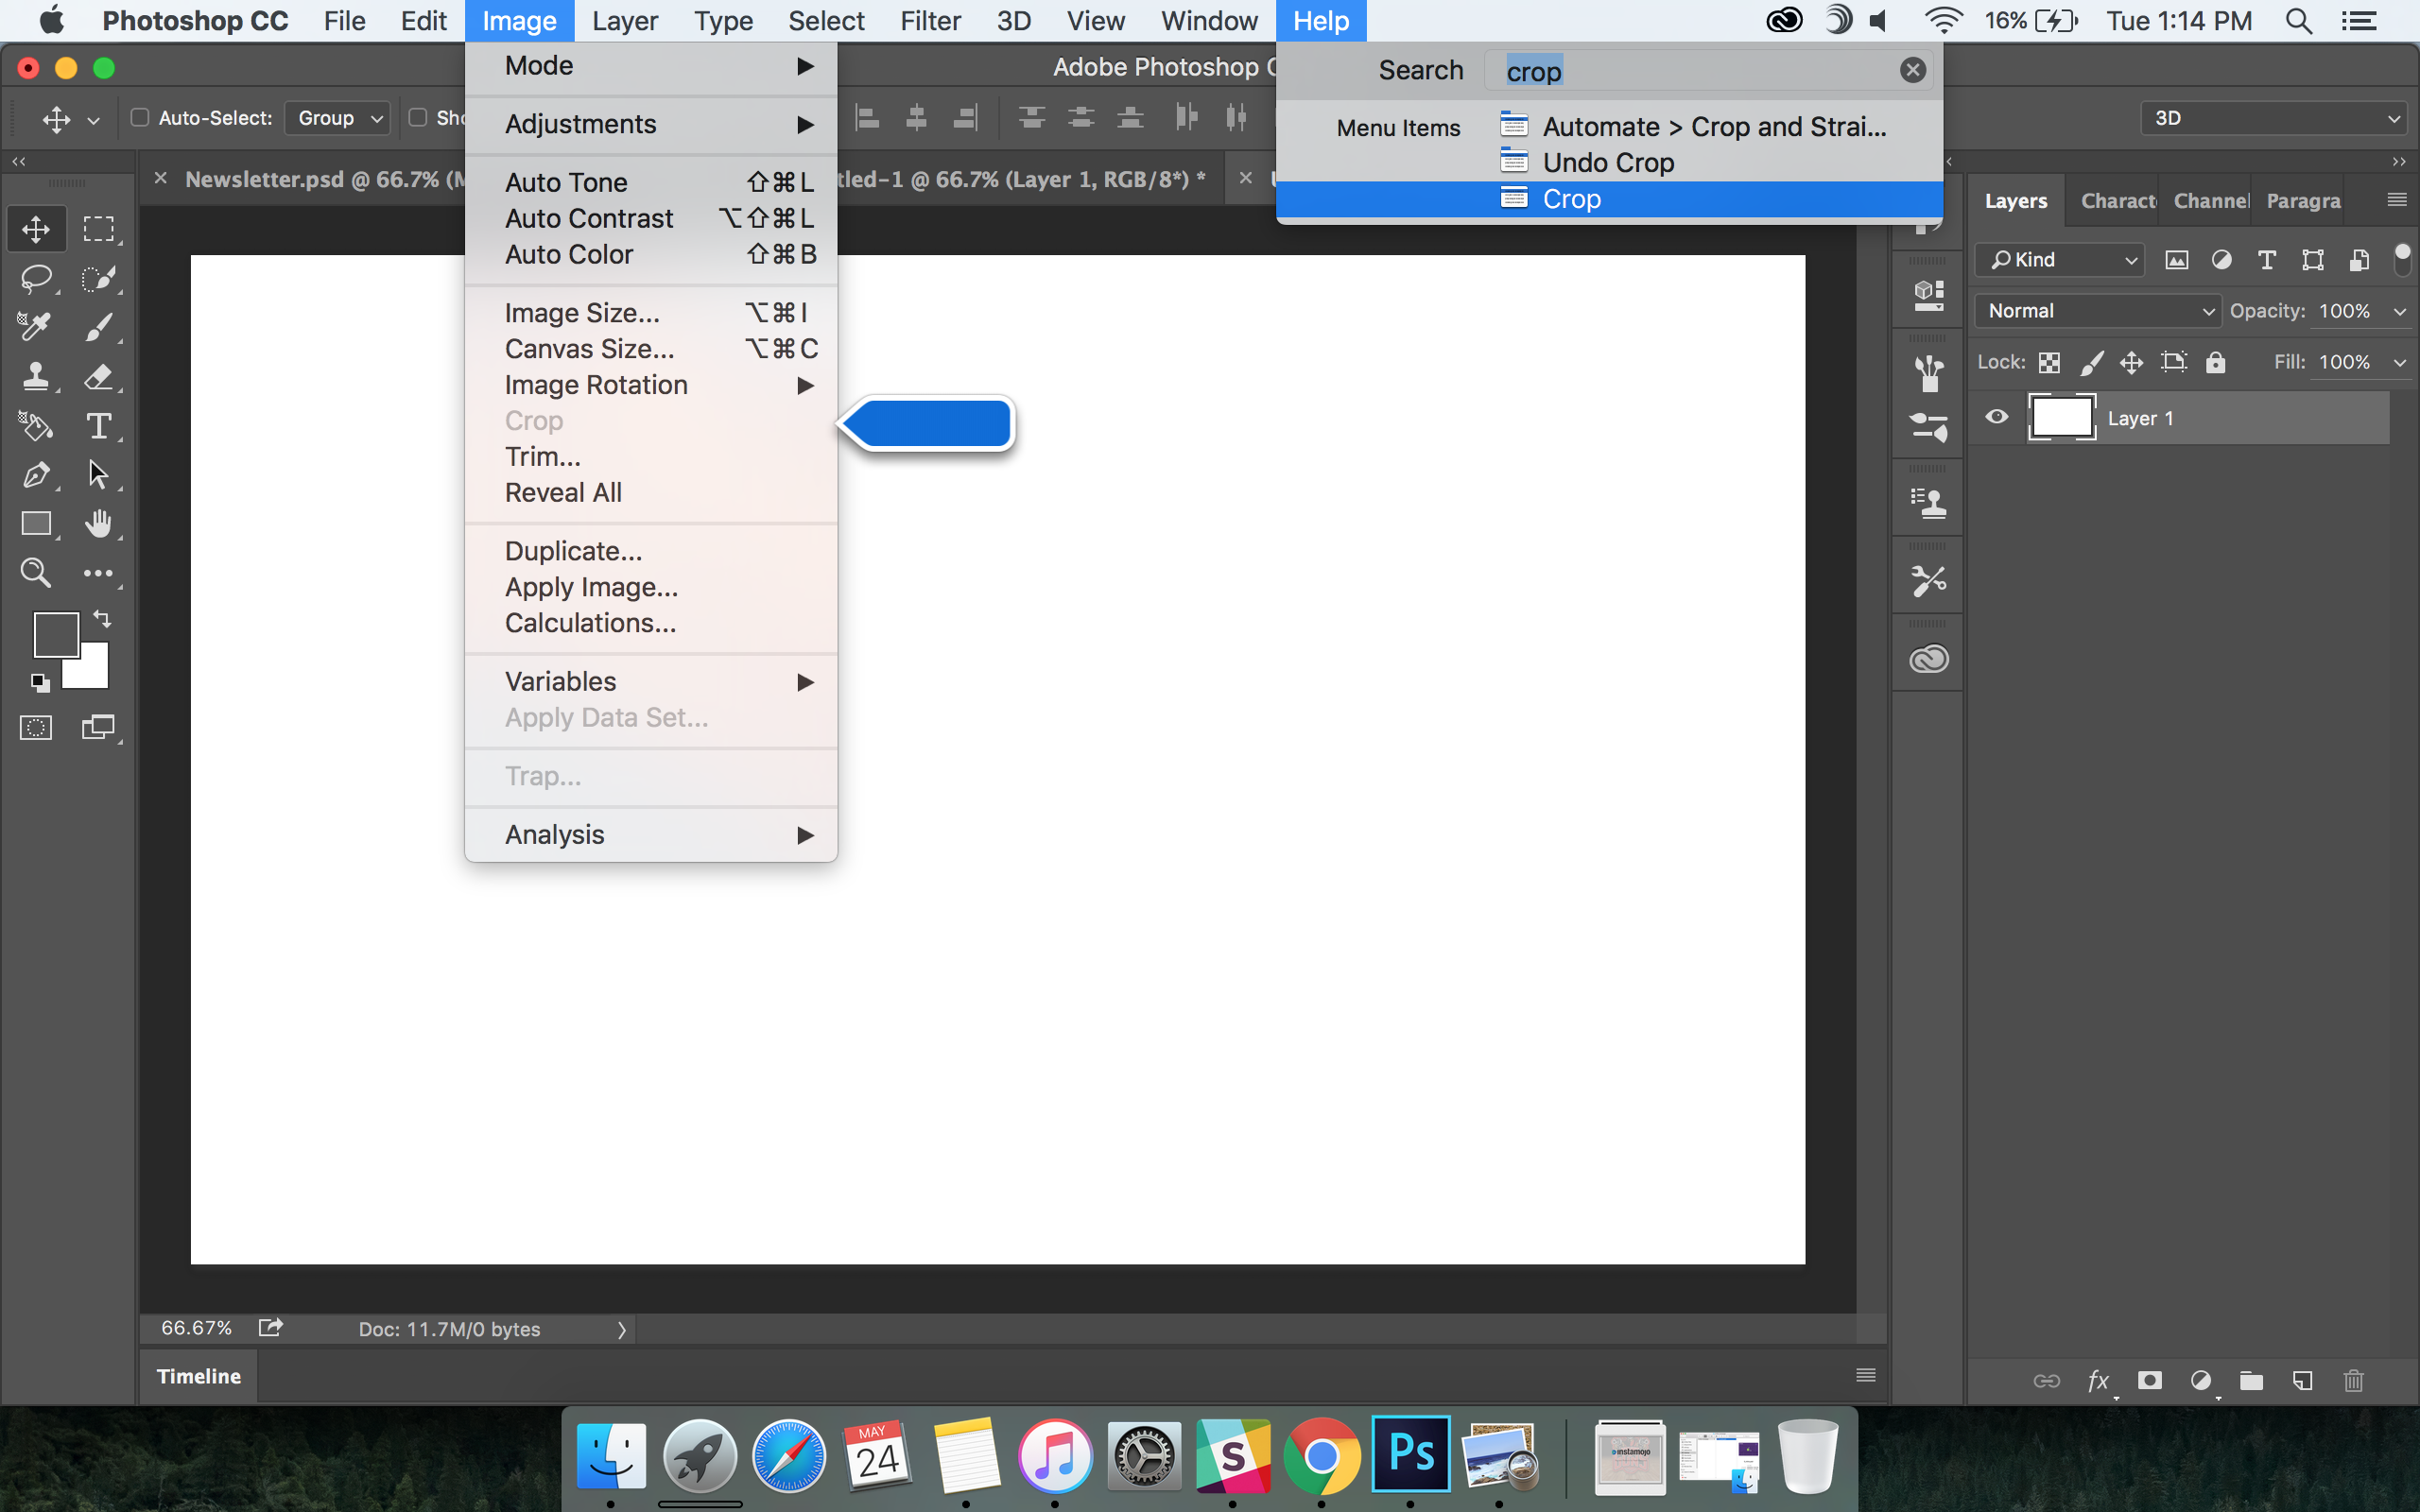 Photoshop CC File Edit Image Layer Type Select Filter 3D View Window Help 16% Tue 1:14 PM
Adobe Photoshop C
Auto-Select: Group Sho
3D
Newsletter.psd @ 66.7% (M
tled-1 @ 66.7% (Layer 1, RGB/8*) *
Mode
Adjustments
Auto Tone ⇧⌘L
Auto Contrast ⌥⇧⌘L
Auto Color ⇧⌘B
Image Size... ⌥⌘I
Canvas Size... ⌥⌘C
Image Rotation
Crop
Trim...
Reveal All
Duplicate...
Apply Image...
Calculations...
Variables
Apply Data Set...
Trap...
Analysis
Search crop
Menu Items Automate > Crop and Strai...
Undo Crop
Crop
Layers Charact Channel Paragra
Kind
Normal Opacity: 100%
Lock: Fill: 100%
Layer 1
66.67% Doc: 11.7M/0 bytes
Timeline
fx
MAY
24
S
Ps
instamojo